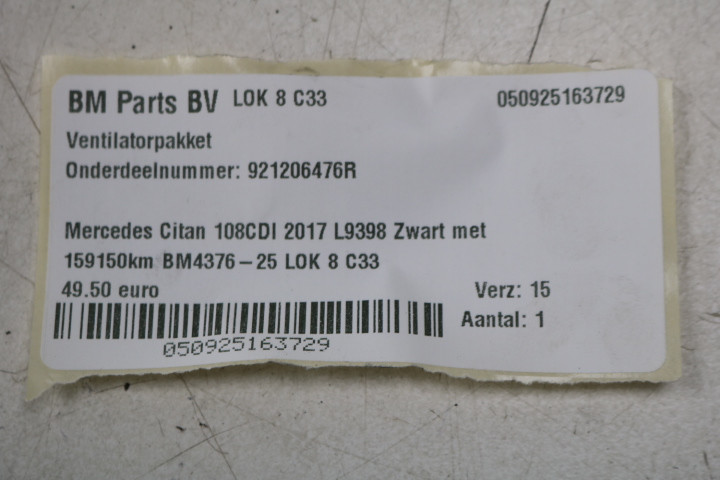 BM Parts BV LOK 8 C33 050925163729
Ventilatorpakket
Onderdeelnummer: 921206476R
Mercedes Citan 108CDI 2017 L9398 Zwart met
159150km BM4376-25 LOK 8 C33
49.50 euro Verz: 15
Aantal: 1
050925163729